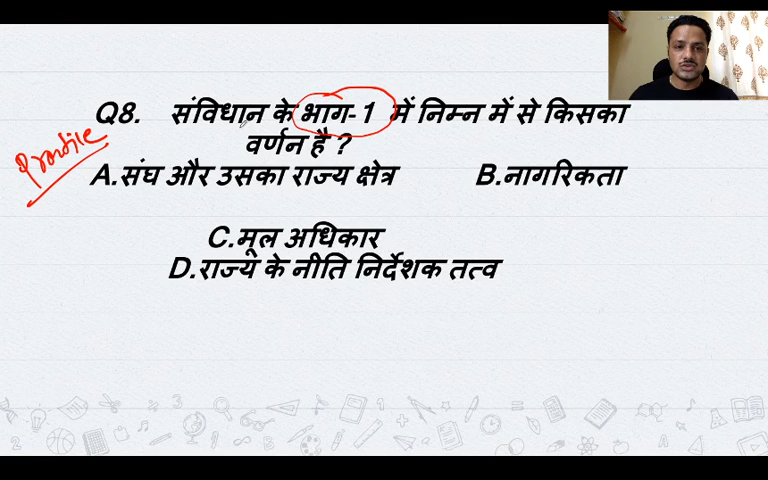 Q8. संविधान के भाग-1 में निम्न में से किसका
वर्णन है ?
Practice
A.संघ और उसका राज्य क्षेत्र B.नागरिकता
C.मूल अधिकार
D.राज्य के नीति निर्देशक तत्व